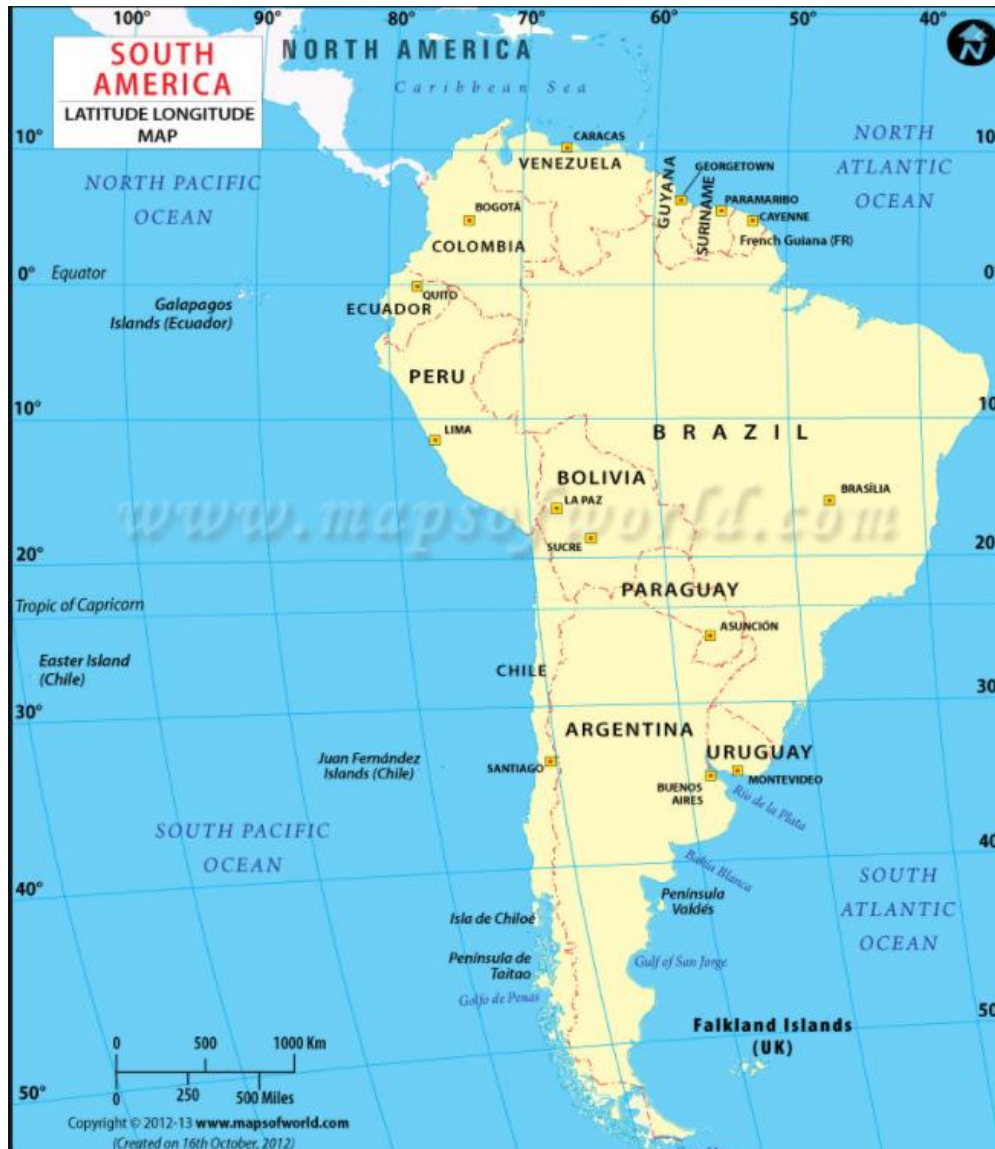 100°
90°
80°
70°
60°
50°
40°
SOUTH
AMERICA
LATITUDE LONGITUDE
MAP
NORTH AMERICA
Caribbean Sea
N
10°
10
CARACAS
VENEZUELA
NORTH
ATLANTIC
OCEAN
NORTH PACIFIC
OCEAN
GUYANA
GEORGETOWN
SURINAME
PARAMARIBO
CAYENNE
French Guiana (FR)
BOGOTÁ
COLOMBIA
Equator
0°
0
Galapagos
Islands (Ecuador)
QUITO
ECUADOR
PERU
10°
10
LIMA
BRAZIL
BOLIVIA
LA PAZ
BRASÍLIA
www.mapsofworld.com
SUCRE
20°
20
PARAGUAY
Tropic of Capricorn
ASUNCIÓN
Easter Island
(Chile)
CHILE
30°
30
ARGENTINA
URUGUAY
Juan Fernández
Islands (Chile)
SANTIAGO
BUENOS
AIRES
MONTEVIDEO
Río de la Plata
SOUTH PACIFIC
OCEAN
40°
40
Bahía Blanca
SOUTH
ATLANTIC
OCEAN
Península
Valdés
Isla de Chiloé
Península de
Taitao
Gulf of San Jorge
Golfo de Penas
50°
50
Falkland Islands
(UK)
0 500 1000 Km
0 250 500 Miles
Copyright © 2012-13 www.mapsofworld.com
(Created on 16th October, 2012)